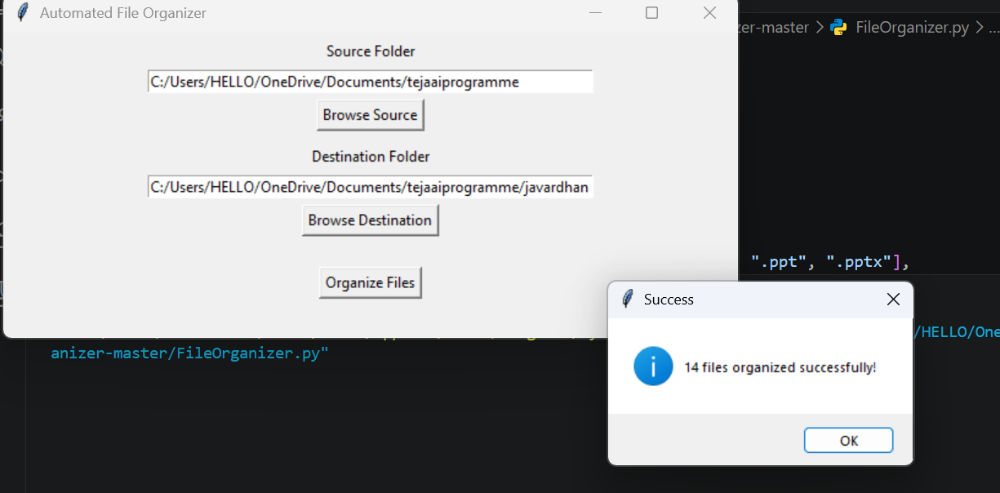 Automated File Organizer
zer-master > FileOrganizer.py > ...
Source Folder
C:/Users/HELLO/OneDrive/Documents/tejaaiprogramme
Browse Source
Destination Folder
C:/Users/HELLO/OneDrive/Documents/tejaaiprogramme/javardhan
Browse Destination
".ppt", ".pptx"],
Organize Files
Success
/HELLO/One
anizer-master/FileOrganizer.py"
14 files organized successfully!
OK